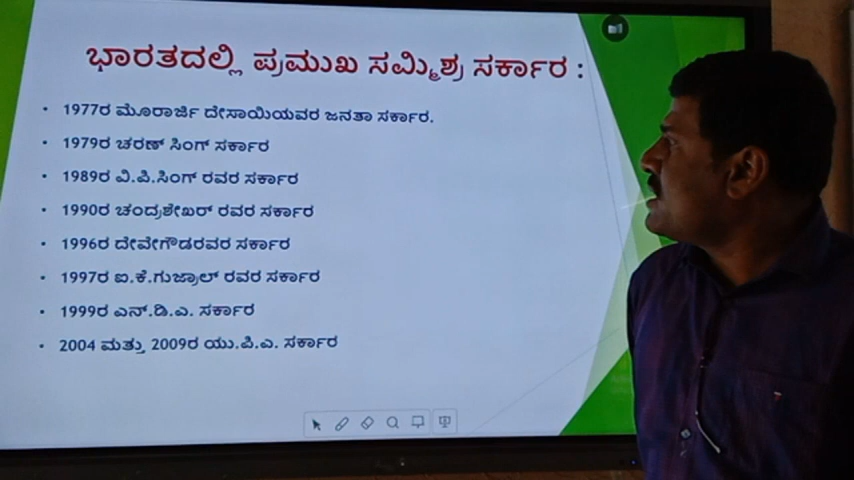 ಭಾರತದಲ್ಲಿ ಪ್ರಮುಖ ಸಮ್ಮಿಶ್ರ ಸರ್ಕಾರ :
• 1977ರ ಮೊರಾರ್ಜಿ ದೇಸಾಯಿಯವರ ಜನತಾ ಸರ್ಕಾರ.
• 1979ರ ಚರಣ್ ಸಿಂಗ್ ಸರ್ಕಾರ
• 1989ರ ವಿ.ಪಿ.ಸಿಂಗ್ ರವರ ಸರ್ಕಾರ
• 1990ರ ಚಂದ್ರಶೇಖರ್ ರವರ ಸರ್ಕಾರ
• 1996ರ ದೇವೇಗೌಡರವರ ಸರ್ಕಾರ
• 1997ರ ಐ.ಕೆ.ಗುಜ್ರಾಲ್ ರವರ ಸರ್ಕಾರ
• 1999ರ ಎನ್.ಡಿ.ಎ. ಸರ್ಕಾರ
• 2004 ಮತ್ತು 2009ರ ಯು.ಪಿ.ಎ. ಸರ್ಕಾರ